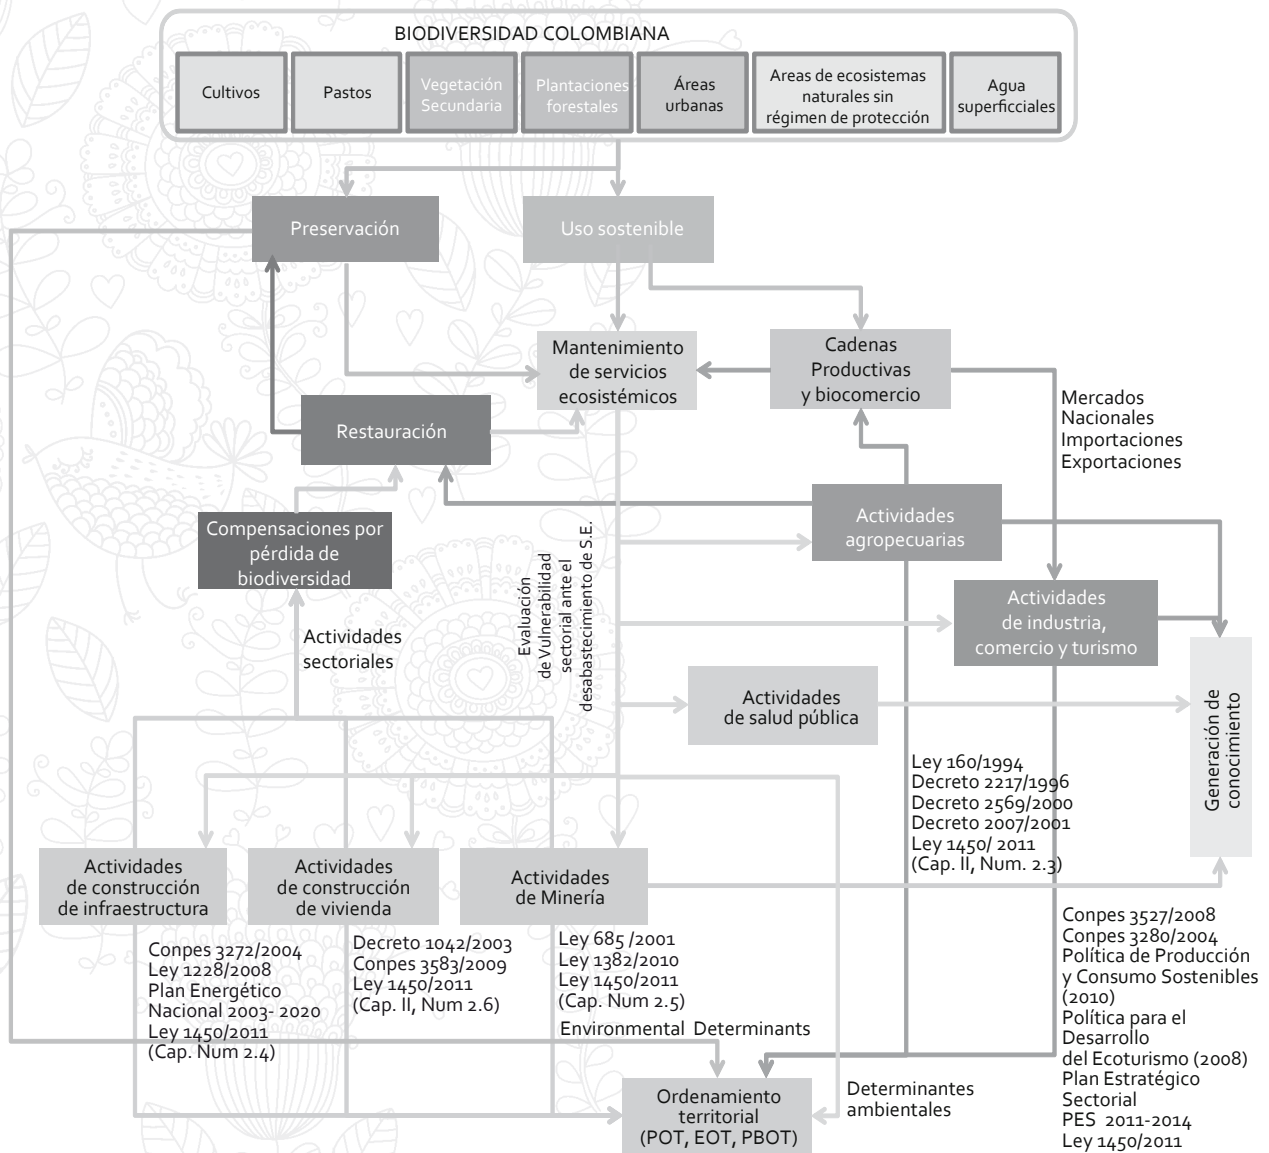 BIODIVERSIDAD COLOMBIANA
Cultivos
Pastos
Vegetación
Secundaria
Plantaciones
forestales
Áreas
urbanas
Areas de ecosistemas
naturales sin
régimen de protección
Agua
superficciales
Preservación
Uso sostenible
Mantenimiento
de servicios
ecosistémicos
Cadenas
Productivas
y biocomercio
Mercados
Nacionales
Importaciones
Exportaciones
Restauración
Compensaciones por
pérdida de
biodiversidad
Actividades
agropecuarias
Evaluación
de Vulnerabilidad
sectorial ante el
desabastecimiento de S.E.
Actividades
de industria,
comercio y turismo
Actividades
sectoriales
Actividades
de salud pública
Generación de
conocimiento
Ley 160/1994
Decreto 2217/1996
Decreto 2569/2000
Decreto 2007/2001
Ley 1450/ 2011
(Cap. II, Num. 2.3)
Actividades
de construcción
de infraestructura
Actividades
de construcción
de vivienda
Actividades
de Minería
Conpes 3272/2004
Ley 1228/2008
Plan Energético
Nacional 2003- 2020
Ley 1450/2011
(Cap. Num 2.4)
Decreto 1042/2003
Conpes 3583/2009
Ley 1450/2011
(Cap. II, Num 2.6)
Ley 685 /2001
Ley 1382/2010
Ley 1450/2011
(Cap. Num 2.5)
Conpes 3527/2008
Conpes 3280/2004
Política de Producción
y Consumo Sostenibles
(2010)
Política para el
Desarrollo
del Ecoturismo (2008)
Plan Estratégico
Sectorial
PES 2011-2014
Ley 1450/2011
Environmental Determinants
Ordenamiento
territorial
(POT, EOT, PBOT)
Determinantes
ambientales